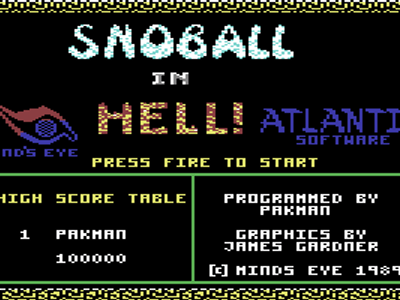 SNOBALL
IN
HELL! ATLANTI
SOFTWARE
ND'S EYE
PRESS FIRE TO START
HIGH SCORE TABLE
1 PAKMAN
100000
PROGRAMMED BY
PAKMAN
GRAPHICS BY
JAMES GARDNER
[c] MINDS EYE 1989